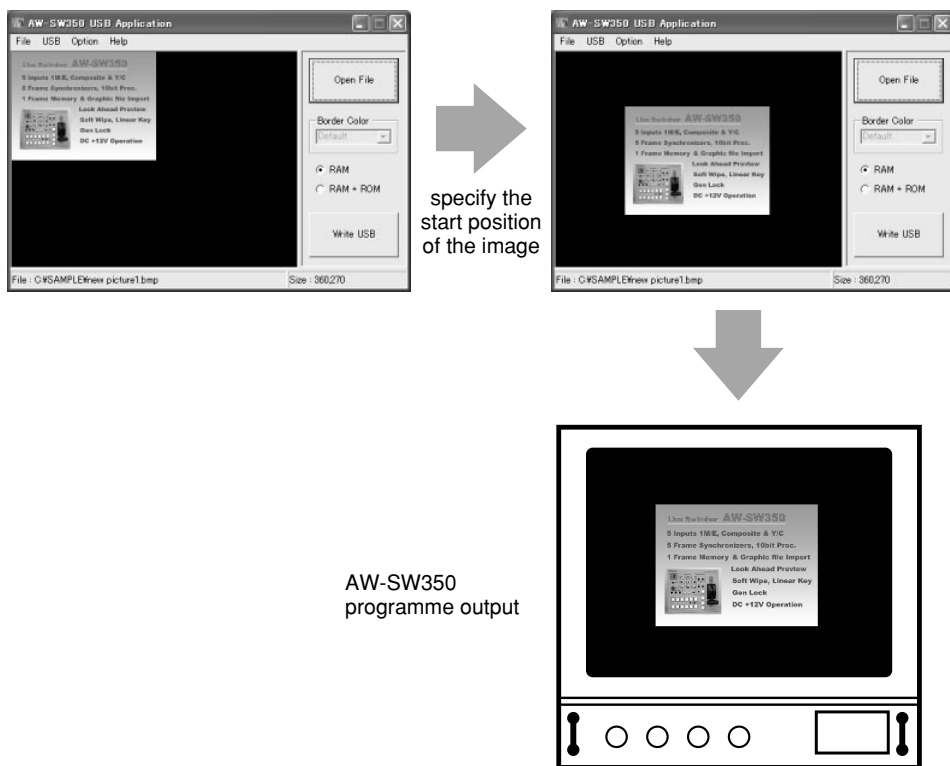 AW-SW350 USB Application
File USB Option Help
Live Switcher AW-SW350
5 Inputs 1M/E, Composite & Y/C
5 Frame Synchronizers, 10bit Proc.
1 Frame Memory & Graphic file Import
Look Ahead Preview
Soft Wipe, Linear Key
Gen Lock
DC +12V Operation
Open File
Border Color
Default
RAM
RAM + ROM
Write USB
File : C:¥SAMPLE¥new picture1.bmp
Size : 360,270
specify the
start position
of the image
AW-SW350 USB Application
File USB Option Help
Live Switcher AW-SW350
5 Inputs 1M/E, Composite & Y/C
5 Frame Synchronizers, 10bit Proc.
1 Frame Memory & Graphic file Import
Look Ahead Preview
Soft Wipe, Linear Key
Gen Lock
DC +12V Operation
Open File
Border Color
Default
RAM
RAM + ROM
Write USB
File : C:¥SAMPLE¥new picture1.bmp
Size : 360,270
AW-SW350
programme output
Live Switcher AW-SW350
5 Inputs 1M/E, Composite & Y/C
5 Frame Synchronizers, 10bit Proc.
1 Frame Memory & Graphic file Import
Look Ahead Preview
Soft Wipe, Linear Key
Gen Lock
DC +12V Operation